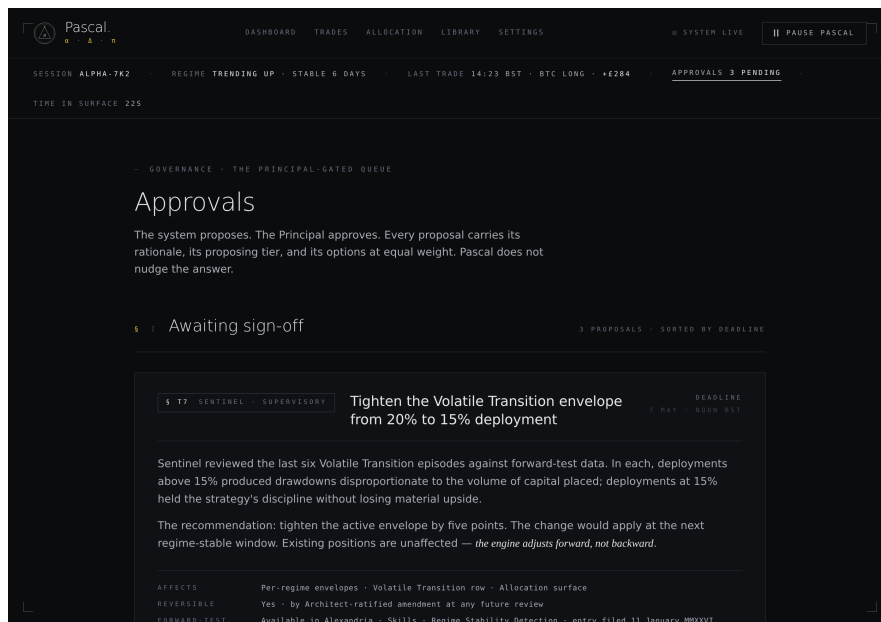 Pascal.
α · Δ · π
DASHBOARD TRADES ALLOCATION LIBRARY SETTINGS
SYSTEM LIVE
PAUSE PASCAL
SESSION ALPHA-7K2 · REGIME TRENDING UP · STABLE 6 DAYS · LAST TRADE 14:23 BST · BTC LONG · +£284 · APPROVALS 3 PENDING ·
TIME IN SURFACE 22S
— GOVERNANCE · THE PRINCIPAL-GATED QUEUE
Approvals
The system proposes. The Principal approves. Every proposal carries its
rationale, its proposing tier, and its options at equal weight. Pascal does not
nudge the answer.
§ I Awaiting sign-off
3 PROPOSALS · SORTED BY DEADLINE
§ T7 SENTINEL · SUPERVISORY
Tighten the Volatile Transition envelope
from 20% to 15% deployment
DEADLINE
MAY — NOON BST
Sentinel reviewed the last six Volatile Transition episodes against forward-test data. In each, deployments
above 15% produced drawdowns disproportionate to the volume of capital placed; deployments at 15%
held the strategy's discipline without losing material upside.
The recommendation: tighten the active envelope by five points. The change would apply at the next
regime-stable window. Existing positions are unaffected — the engine adjusts forward, not backward.
AFFECTS Per-regime envelopes · Volatile Transition row · Allocation surface
REVERSIBLE Yes · by Architect-ratified amendment at any future review
FORWARD-TEST Available in Alexandria · Skills · Regime Stability Detection · entry filed 11 January MMXXVI